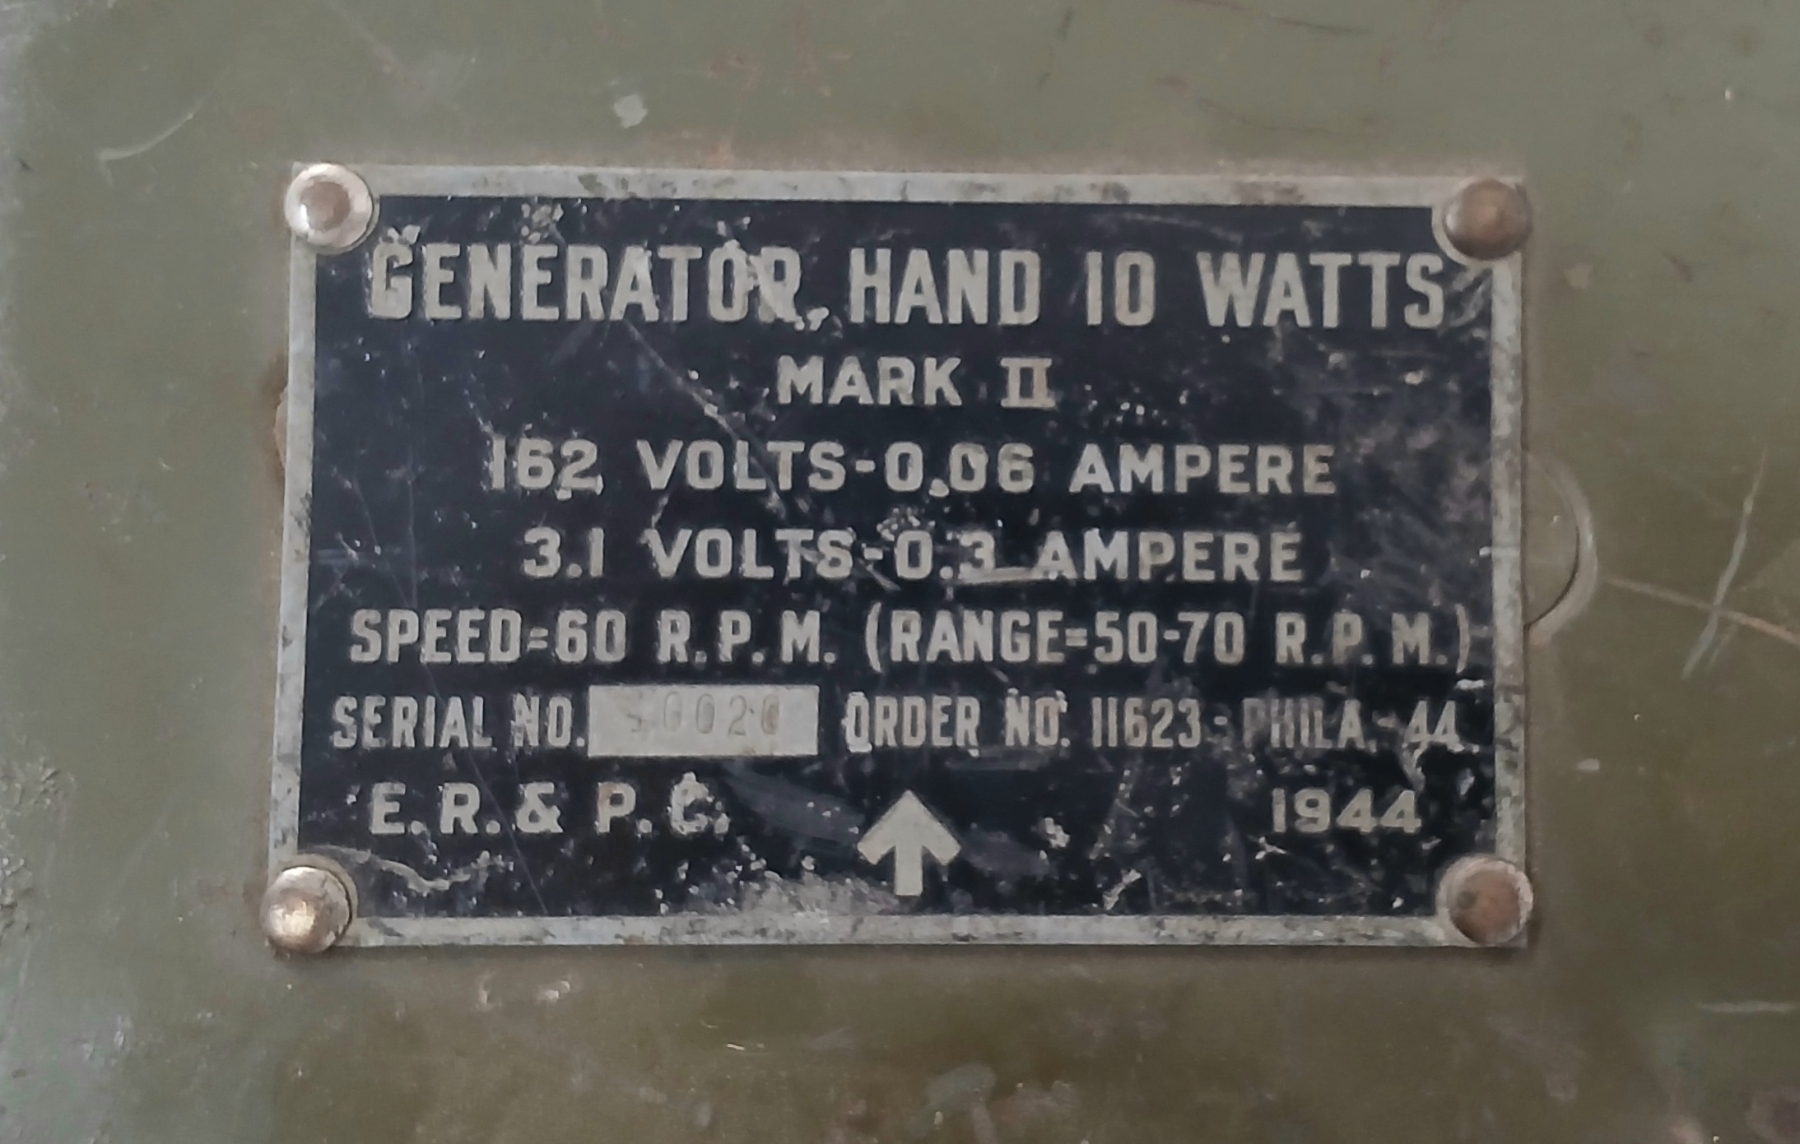 GENERATOR, HAND 10 WATTS
MARK II
162 VOLTS-0.06 AMPERE
3.1 VOLTS-0.3 AMPERE
SPEED=60 R.P.M. (RANGE=50-70 R.P.M.)
SERIAL NO. ORDER NO. 11623-PHILA.-44
E.R.& P.C. 1944